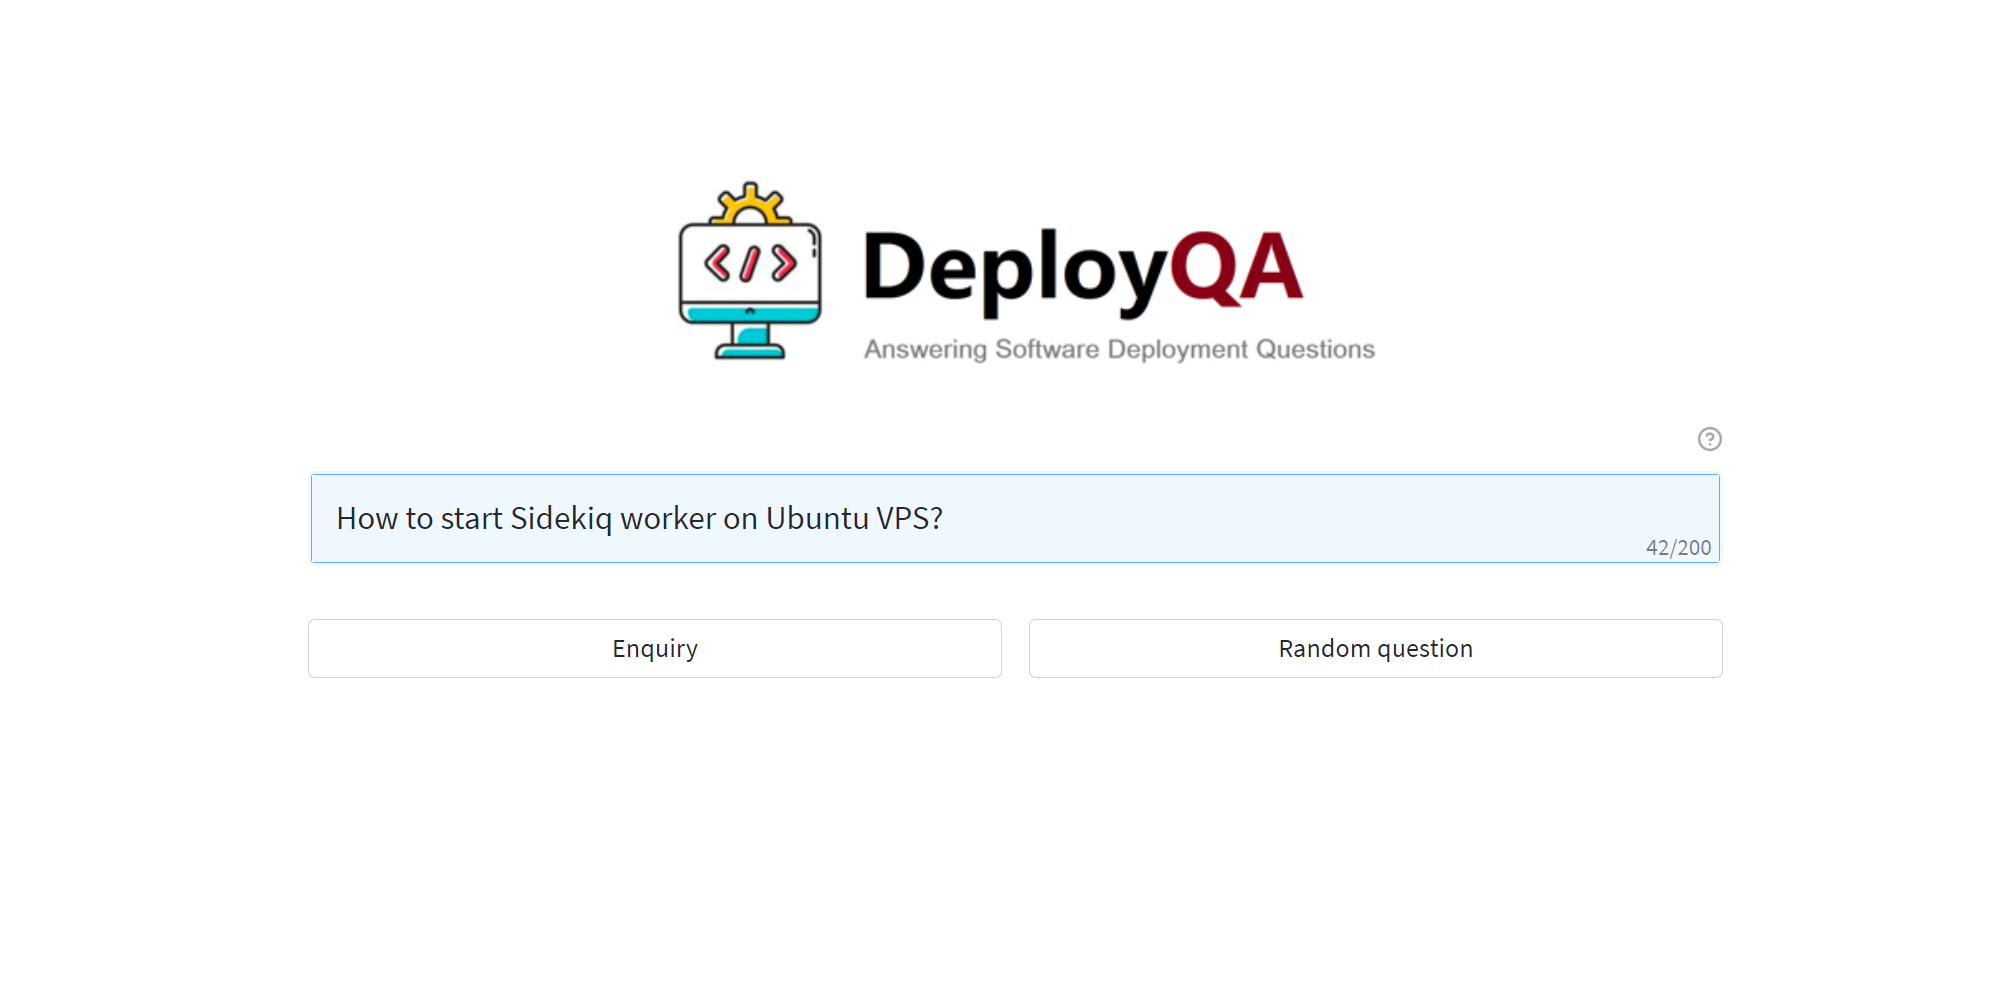 </>
DeployQA
Answering Software Deployment Questions
?
How to start Sidekiq worker on Ubuntu VPS?
42/200
Enquiry
Random question